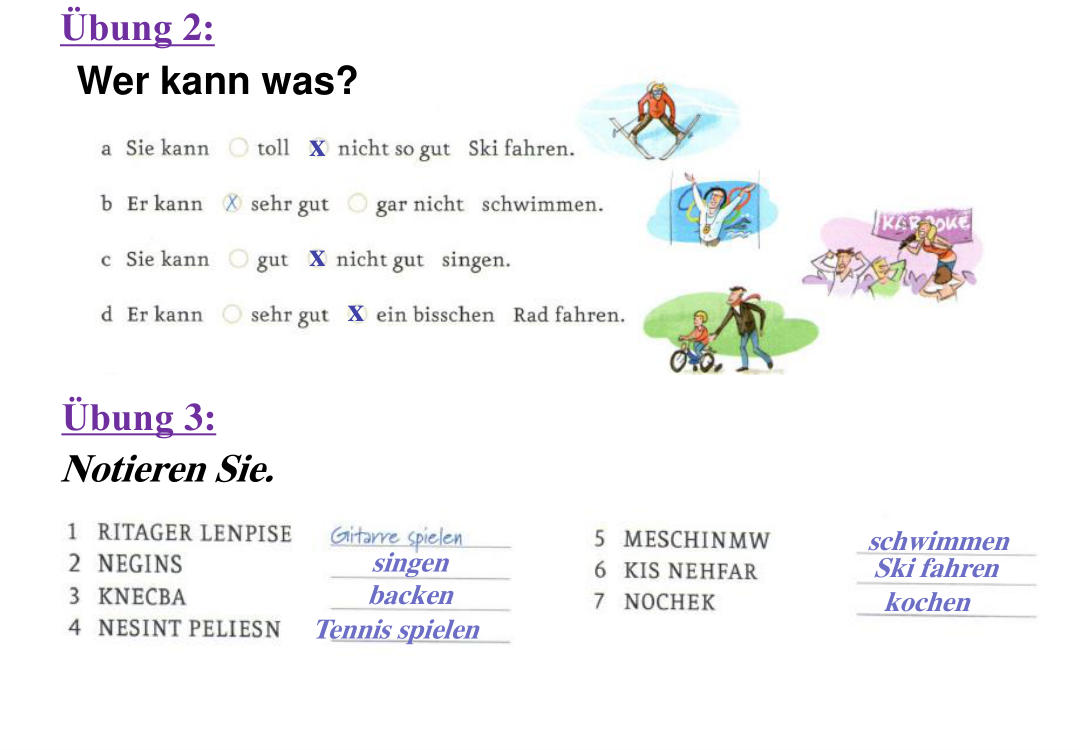 Übung 2:
Wer kann was?
a Sie kann ○ toll x nicht so gut Ski fahren.
b Er kann x sehr gut ○ gar nicht schwimmen.
KARAOKE
c Sie kann ○ gut x nicht gut singen.
d Er kann ○ sehr gut x ein bisschen Rad fahren.
Übung 3:
Notieren Sie.
1 RITAGER LENPISE Gitarre spielen
2 NEGINS singen
3 KNECBA backen
4 NESINT PELIESN Tennis spielen
5 MESCHINMW schwimmen
6 KIS NEHFAR Ski fahren
7 NOCHEK kochen